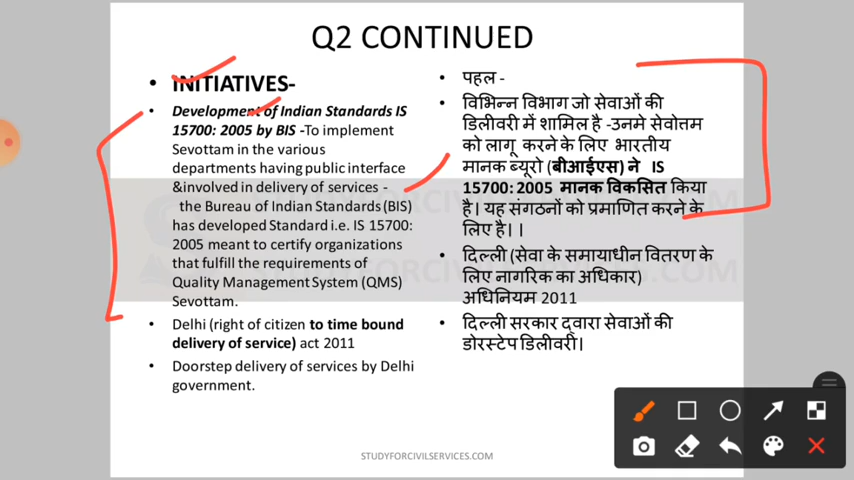 Q2 CONTINUED
• INITIATIVES-
• Development of Indian Standards IS
15700: 2005 by BIS -To implement
Sevottam in the various
departments having public interface
&involved in delivery of services -
the Bureau of Indian Standards (BIS)
has developed Standard i.e. IS 15700:
2005 meant to certify organizations
that fulfill the requirements of
Quality Management System (QMS)
Sevottam.
• Delhi (right of citizen to time bound
delivery of service) act 2011
• Doorstep delivery of services by Delhi
government.
• पहल -
• विभिन्न विभाग जो सेवाओं की
डिलीवरी में शामिल है -उनमे सेवोत्तम
को लागू करने के लिए भारतीय
मानक ब्यूरो (बीआईएस) ने IS
15700: 2005 मानक विकसित किया
है। यह संगठनों को प्रमाणित करने के
लिए है। ।
• दिल्ली (सेवा के समायाधीन वितरण के
लिए नागरिक का अधिकार)
अधिनियम 2011
• दिल्ली सरकार द्वारा सेवाओं की
डोरस्टेप डिलीवरी।
STUDYFORCIVILSERVICES.COM